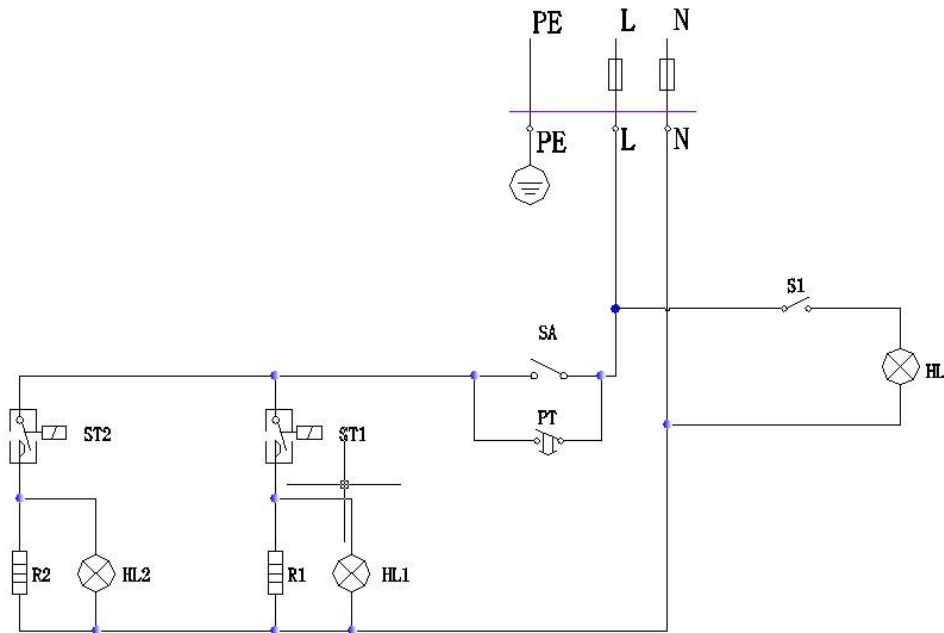 PE L N
PE L N
S1
SA
HL
PT
ST2
ST1
R2
HL2
R1
HL1